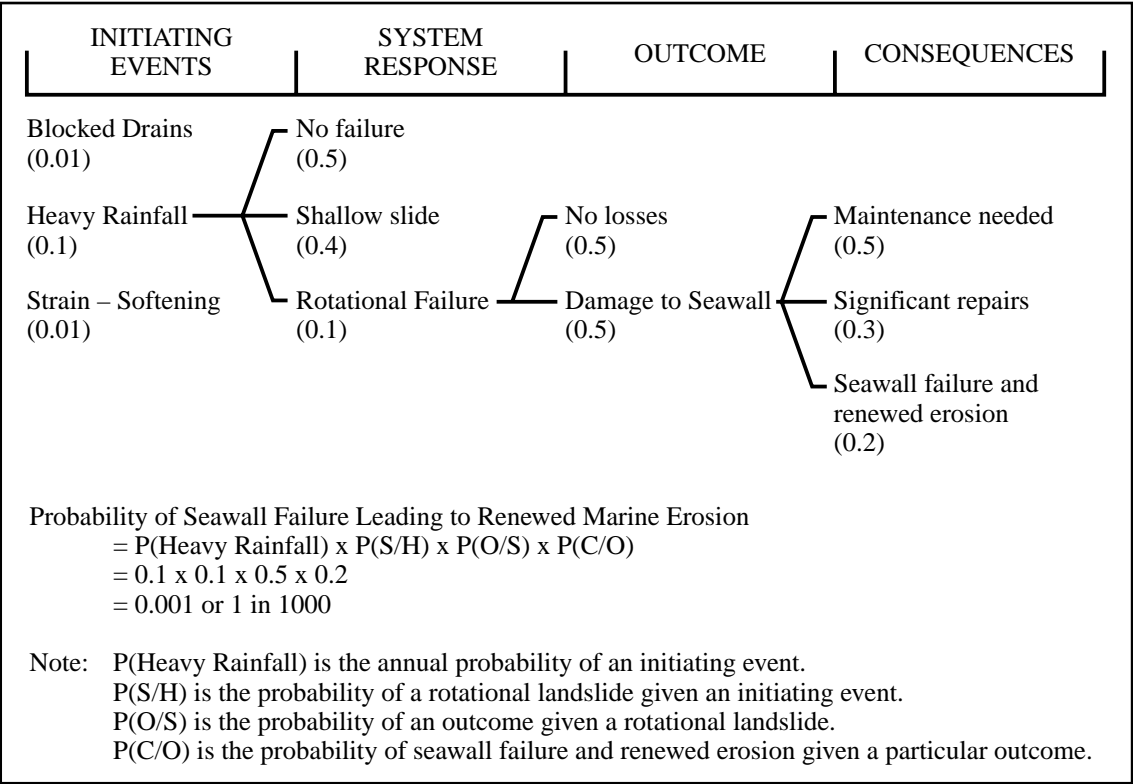 INITIATING EVENTS
SYSTEM RESPONSE
OUTCOME
CONSEQUENCES
Blocked Drains
(0.01)
Heavy Rainfall
(0.1)
Strain – Softening
(0.01)
No failure
(0.5)
Shallow slide
(0.4)
Rotational Failure
(0.1)
No losses
(0.5)
Damage to Seawall
(0.5)
Maintenance needed
(0.5)
Significant repairs
(0.3)
Seawall failure and
renewed erosion
(0.2)
Probability of Seawall Failure Leading to Renewed Marine Erosion
= P(Heavy Rainfall) x P(S/H) x P(O/S) x P(C/O)
= 0.1 x 0.1 x 0.5 x 0.2
= 0.001 or 1 in 1000
Note: P(Heavy Rainfall) is the annual probability of an initiating event.
P(S/H) is the probability of a rotational landslide given an initiating event.
P(O/S) is the probability of an outcome given a rotational landslide.
P(C/O) is the probability of seawall failure and renewed erosion given a particular outcome.